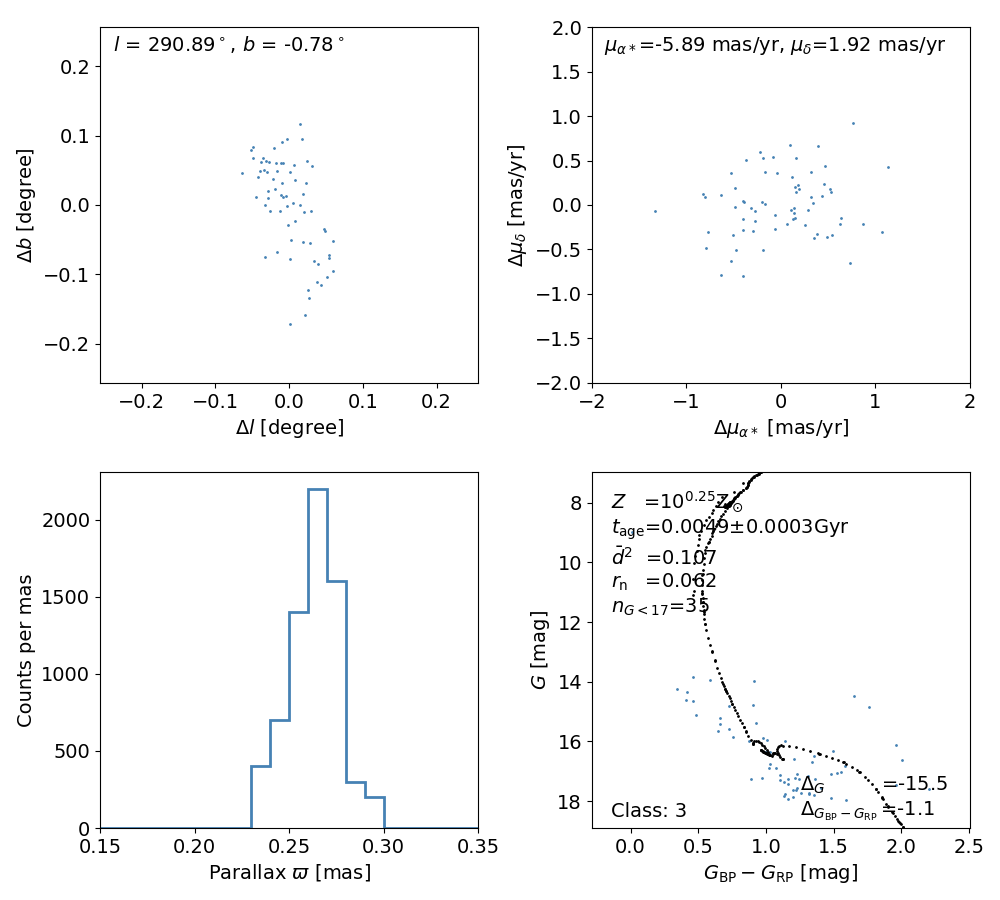 l = 290.89°, b = -0.78°
0.2
0.1
0.0
−0.1
−0.2
Δb [degree]
−0.2 −0.1 0.0 0.1 0.2
Δl [degree]
μα*=-5.89 mas/yr, μδ=1.92 mas/yr
2.0
1.5
1.0
0.5
0.0
−0.5
−1.0
−1.5
−2.0
Δμδ [mas/yr]
−2 −1 0 1 2
Δμα* [mas/yr]
2000
1500
1000
500
0
Counts per mas
0.15 0.20 0.25 0.30 0.35
Parallax ϖ [mas]
Z =10^0.25 Z⊙
t_age=0.0049±0.0003Gyr
d̄² =0.107
r_n =0.062
n_G<17=35
8
10
12
14
16
18
G [mag]
Δ_G =-15.5
Δ_GBP−GRP =-1.1
Class: 3
0.0 0.5 1.0 1.5 2.0 2.5
G_BP − G_RP [mag]